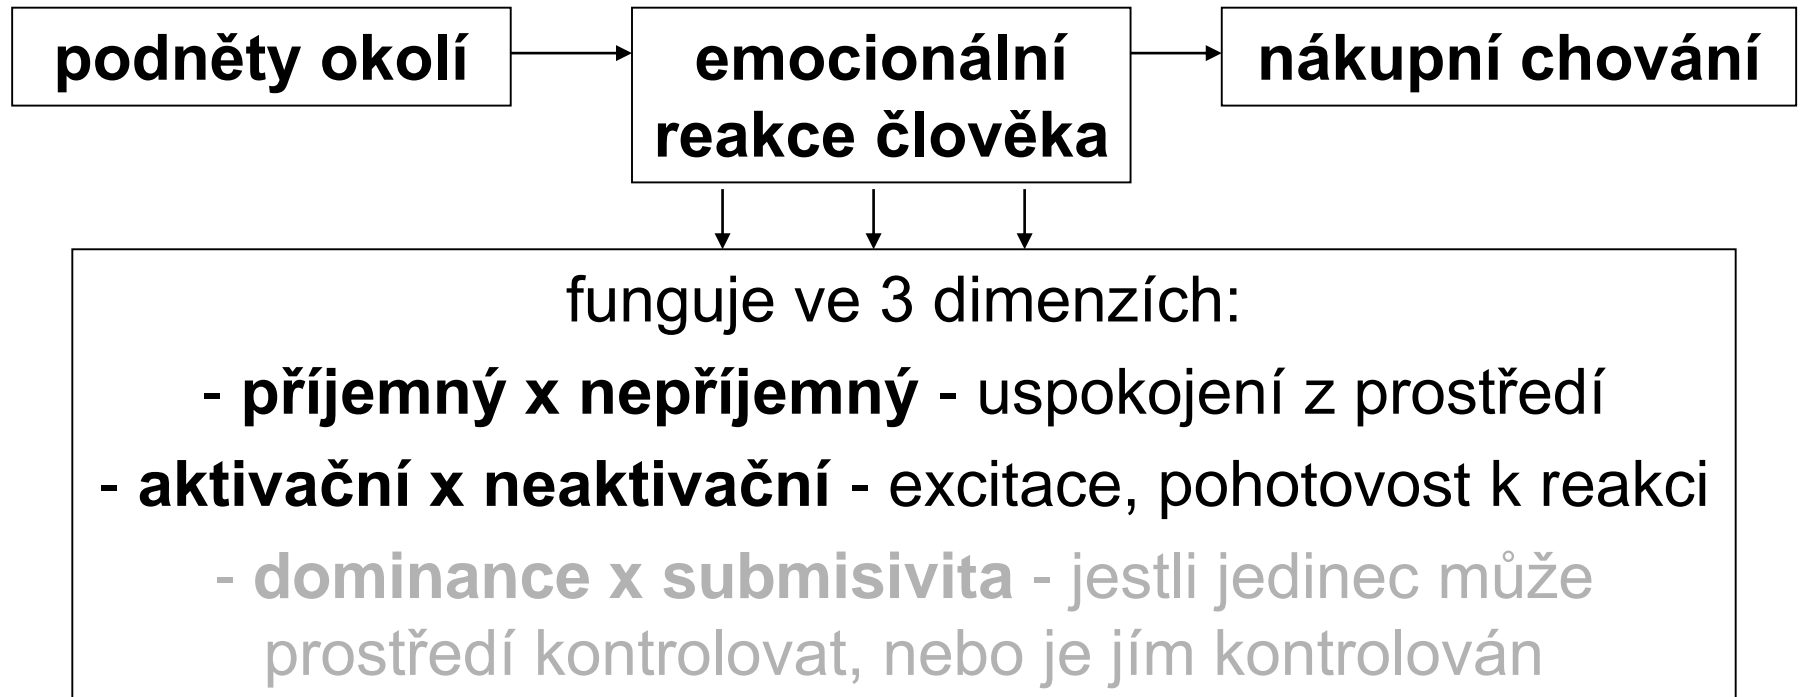 podněty okolí
emocionální
reakce člověka
nákupní chování
funguje ve 3 dimenzích:
- příjemný x nepříjemný - uspokojení z prostředí
- aktivační x neaktivační - excitace, pohotovost k reakci
- dominance x submisivita - jestli jedinec může
prostředí kontrolovat, nebo je jím kontrolován